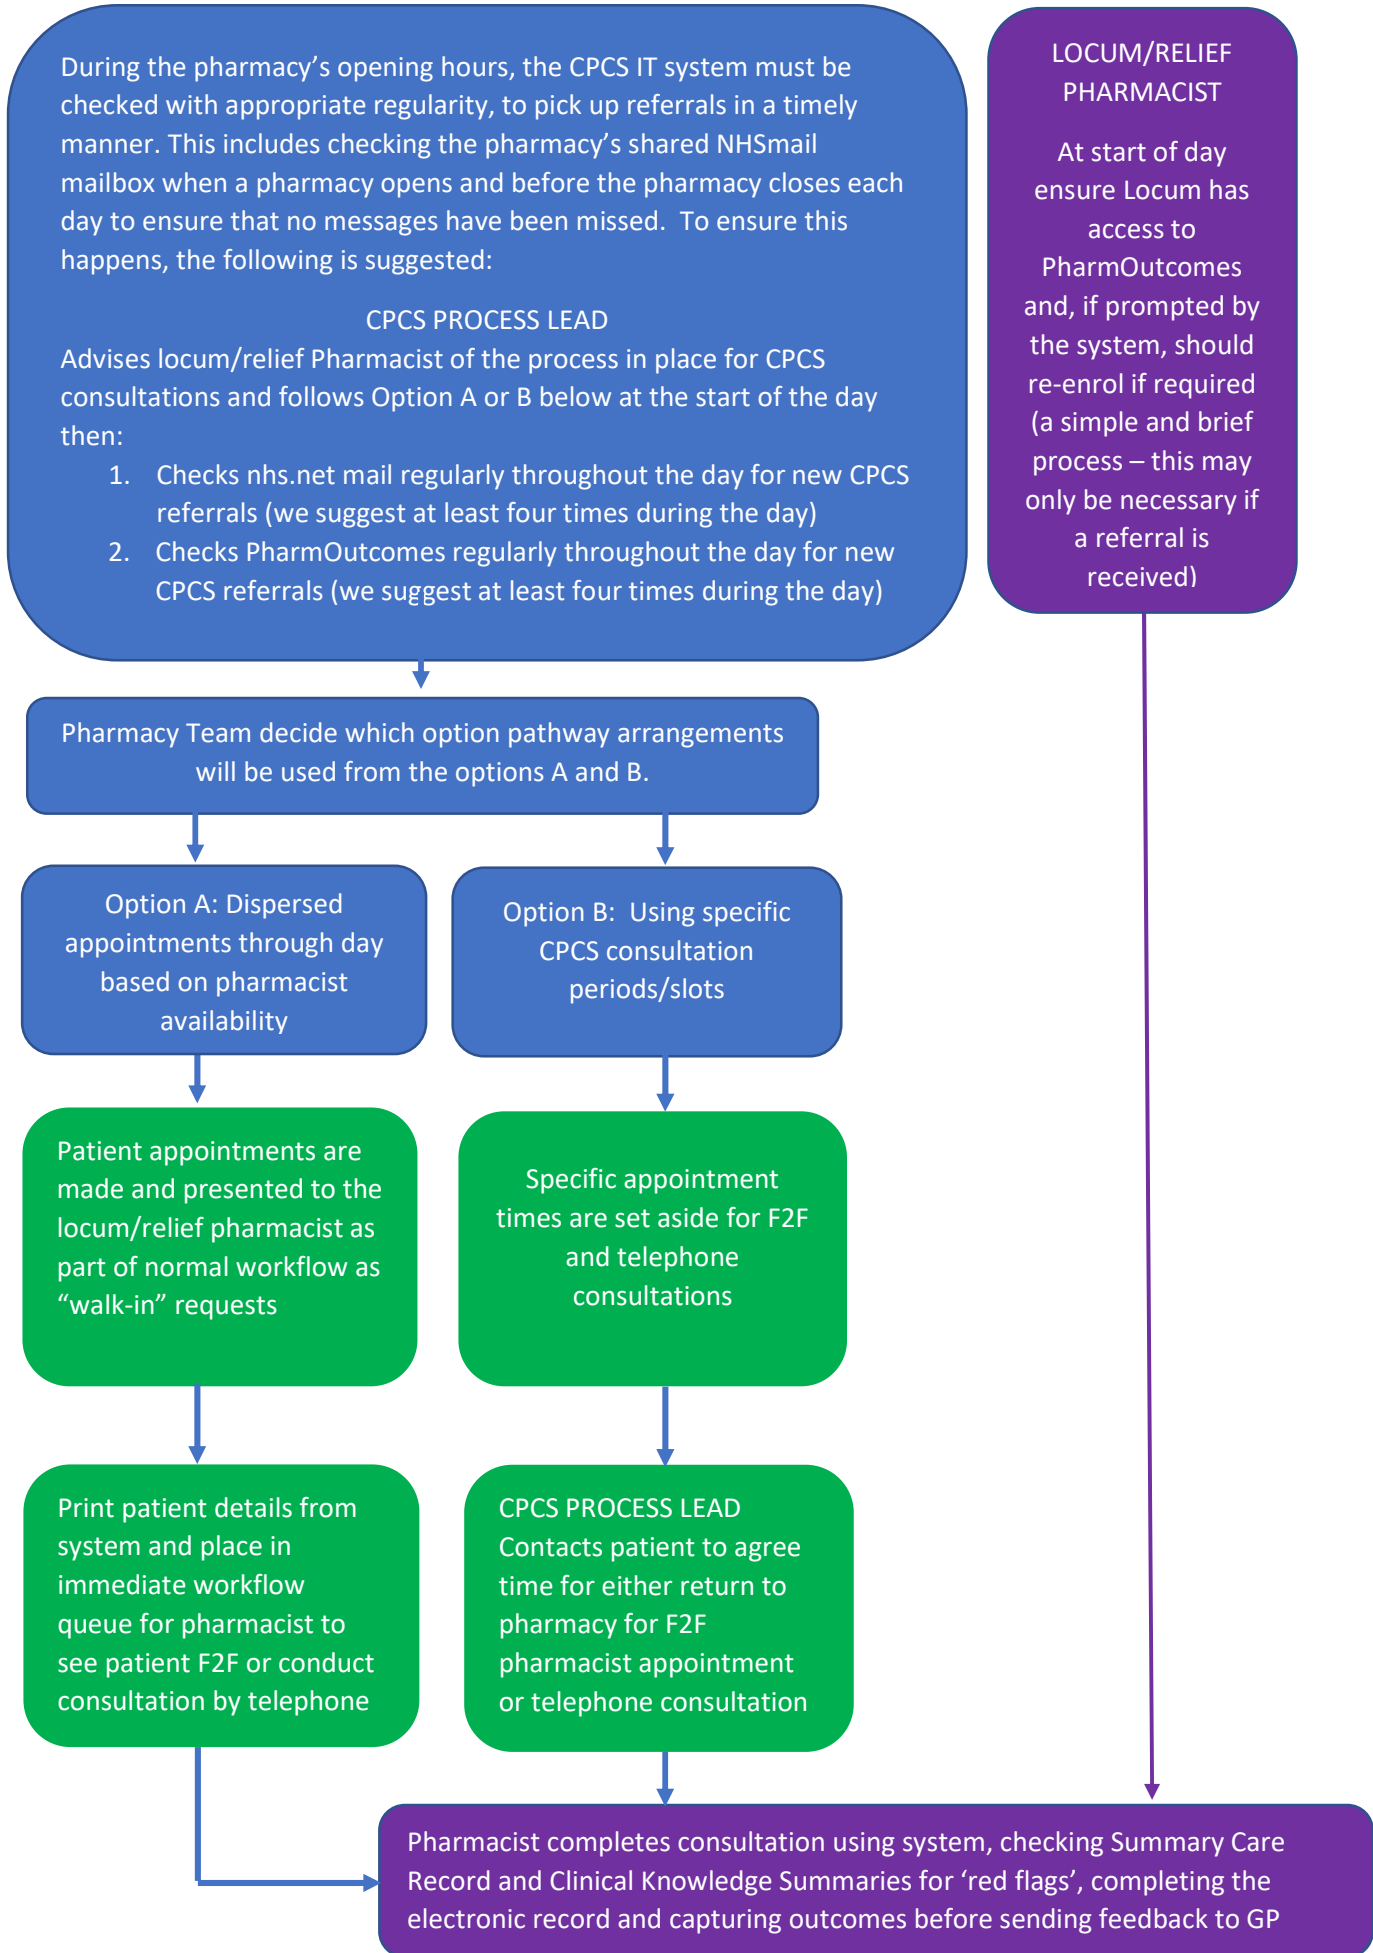 During the pharmacy's opening hours, the CPCS IT system must be
checked with appropriate regularity, to pick up referrals in a timely
manner. This includes checking the pharmacy's shared NHSmail
mailbox when a pharmacy opens and before the pharmacy closes each
day to ensure that no messages have been missed.  To ensure this
happens, the following is suggested:
CPCS PROCESS LEAD
Advises locum/relief Pharmacist of the process in place for CPCS
consultations and follows Option A or B below at the start of the day
then:
1. Checks nhs.net mail regularly throughout the day for new CPCS
referrals (we suggest at least four times during the day)
2. Checks PharmOutcomes regularly throughout the day for new
CPCS referrals (we suggest at least four times during the day)
LOCUM/RELIEF
PHARMACIST
At start of day
ensure Locum has
access to
PharmOutcomes
and, if prompted by
the system, should
re-enrol if required
(a simple and brief
process – this may
only be necessary if
a referral is
received)
Pharmacy Team decide which option pathway arrangements
will be used from the options A and B.
Option A: Dispersed
appointments through day
based on pharmacist
availability
Option B:  Using specific
CPCS consultation
periods/slots
Patient appointments are
made and presented to the
locum/relief pharmacist as
part of normal workflow as
“walk-in” requests
Specific appointment
times are set aside for F2F
and telephone
consultations
Print patient details from
system and place in
immediate workflow
queue for pharmacist to
see patient F2F or conduct
consultation by telephone
CPCS PROCESS LEAD
Contacts patient to agree
time for either return to
pharmacy for F2F
pharmacist appointment
or telephone consultation
Pharmacist completes consultation using system, checking Summary Care
Record and Clinical Knowledge Summaries for ‘red flags’, completing the
electronic record and capturing outcomes before sending feedback to GP